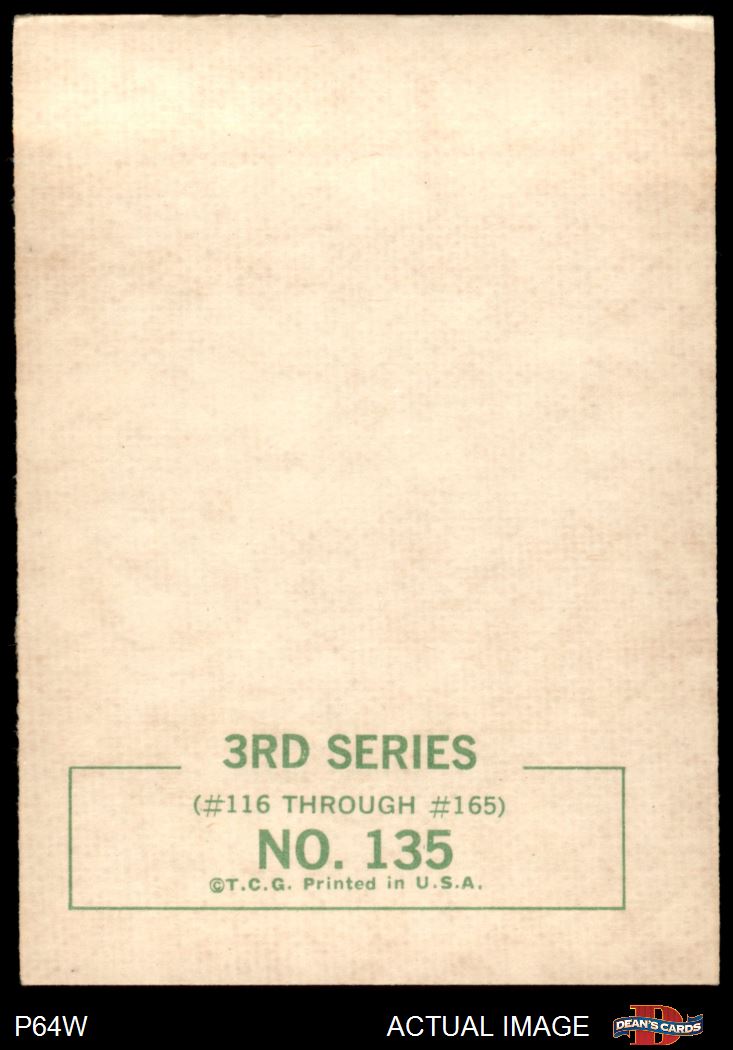 3RD SERIES
(#116 THROUGH #165)
NO. 135
©T.C.G. Printed in U.S.A.
P64W
ACTUAL IMAGE
D
DEAN'S CARDS